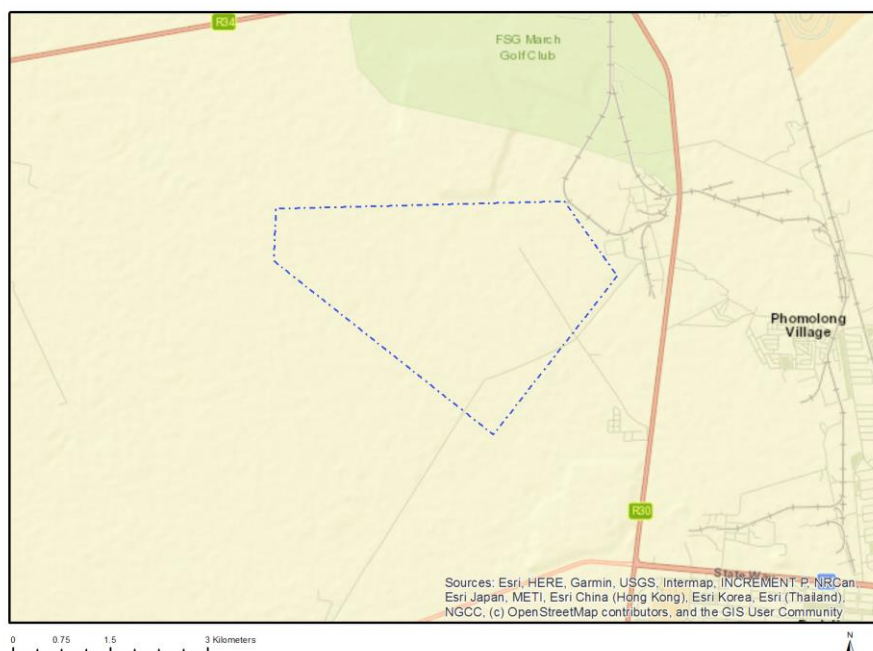 R34
FSG March
Golf Club
Phomolong
Village
R30
State Way
Sources: Esri, HERE, Garmin, USGS, Intermap, INCREMENT P, NRCan,
Esri Japan, METI, Esri China (Hong Kong), Esri Korea, Esri (Thailand),
NGCC, (c) OpenStreetMap contributors, and the GIS User Community
0 0.75 1.5 3 Kilometers
N